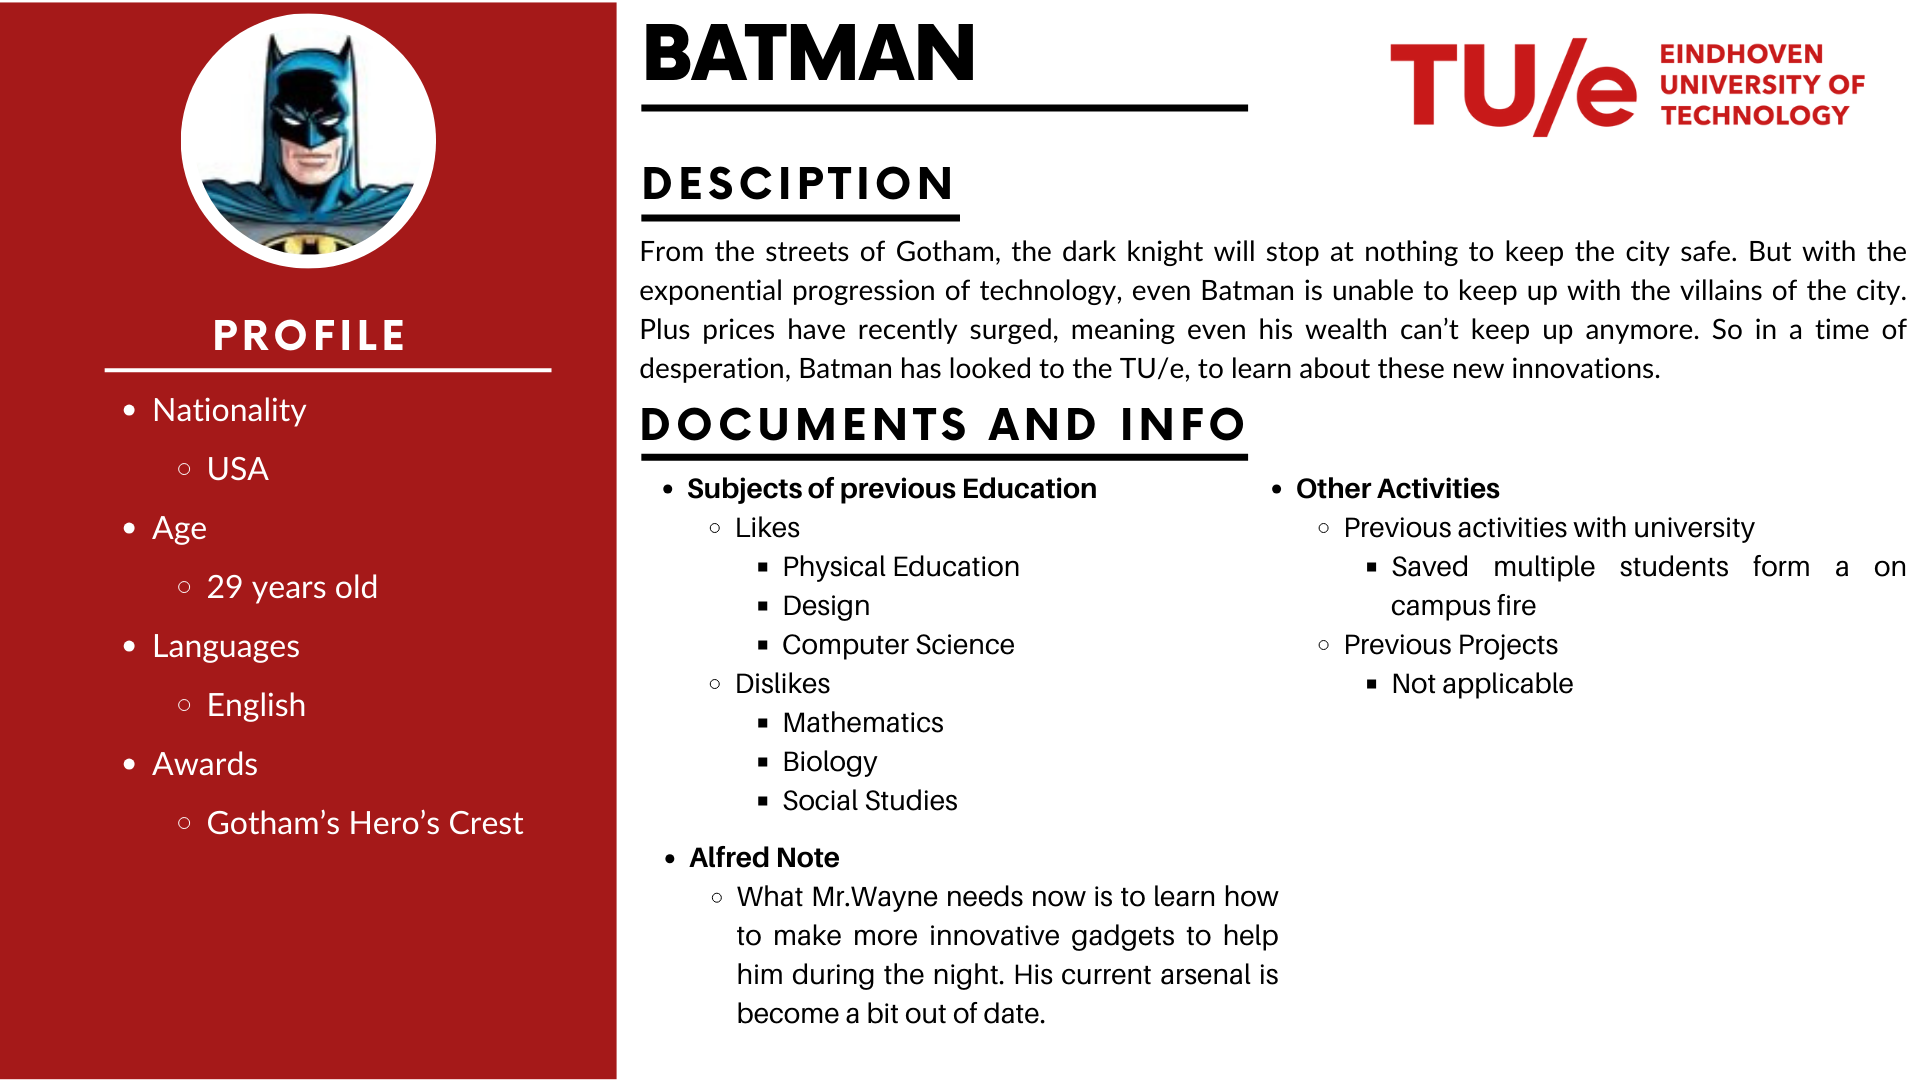 BATMAN
TU/e
EINDHOVEN
UNIVERSITY OF
TECHNOLOGY
PROFILE
• Nationality
◦ USA
• Age
◦ 29 years old
• Languages
◦ English
• Awards
◦ Gotham’s Hero’s Crest
DESCIPTION
From the streets of Gotham, the dark knight will stop at nothing to keep the city safe. But with the
exponential progression of technology, even Batman is unable to keep up with the villains of the city.
Plus prices have recently surged, meaning even his wealth can’t keep up anymore. So in a time of
desperation, Batman has looked to the TU/e, to learn about these new innovations.
DOCUMENTS AND INFO
• Subjects of previous Education
◦ Likes
▪ Physical Education
▪ Design
▪ Computer Science
◦ Dislikes
▪ Mathematics
▪ Biology
▪ Social Studies
• Alfred Note
◦ What Mr.Wayne needs now is to learn how
to make more innovative gadgets to help
him during the night. His current arsenal is
become a bit out of date.
• Other Activities
◦ Previous activities with university
▪ Saved multiple students form a on
campus fire
◦ Previous Projects
▪ Not applicable